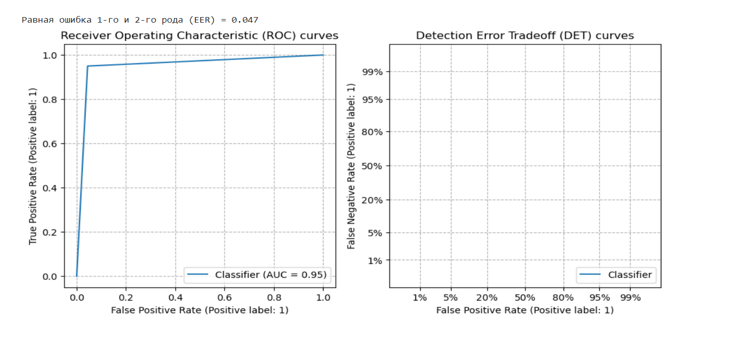 Равная ошибка 1-го и 2-го рода (EER) = 0.047
Receiver Operating Characteristic (ROC) curves
True Positive Rate (Positive label: 1)
1.0
0.8
0.6
0.4
0.2
0.0
Classifier (AUC = 0.95)
0.0 0.2 0.4 0.6 0.8 1.0
False Positive Rate (Positive label: 1)
Detection Error Tradeoff (DET) curves
False Negative Rate (Positive label: 1)
99%
95%
80%
50%
20%
5%
1%
Classifier
1% 5% 20% 50% 80% 95% 99%
False Positive Rate (Positive label: 1)